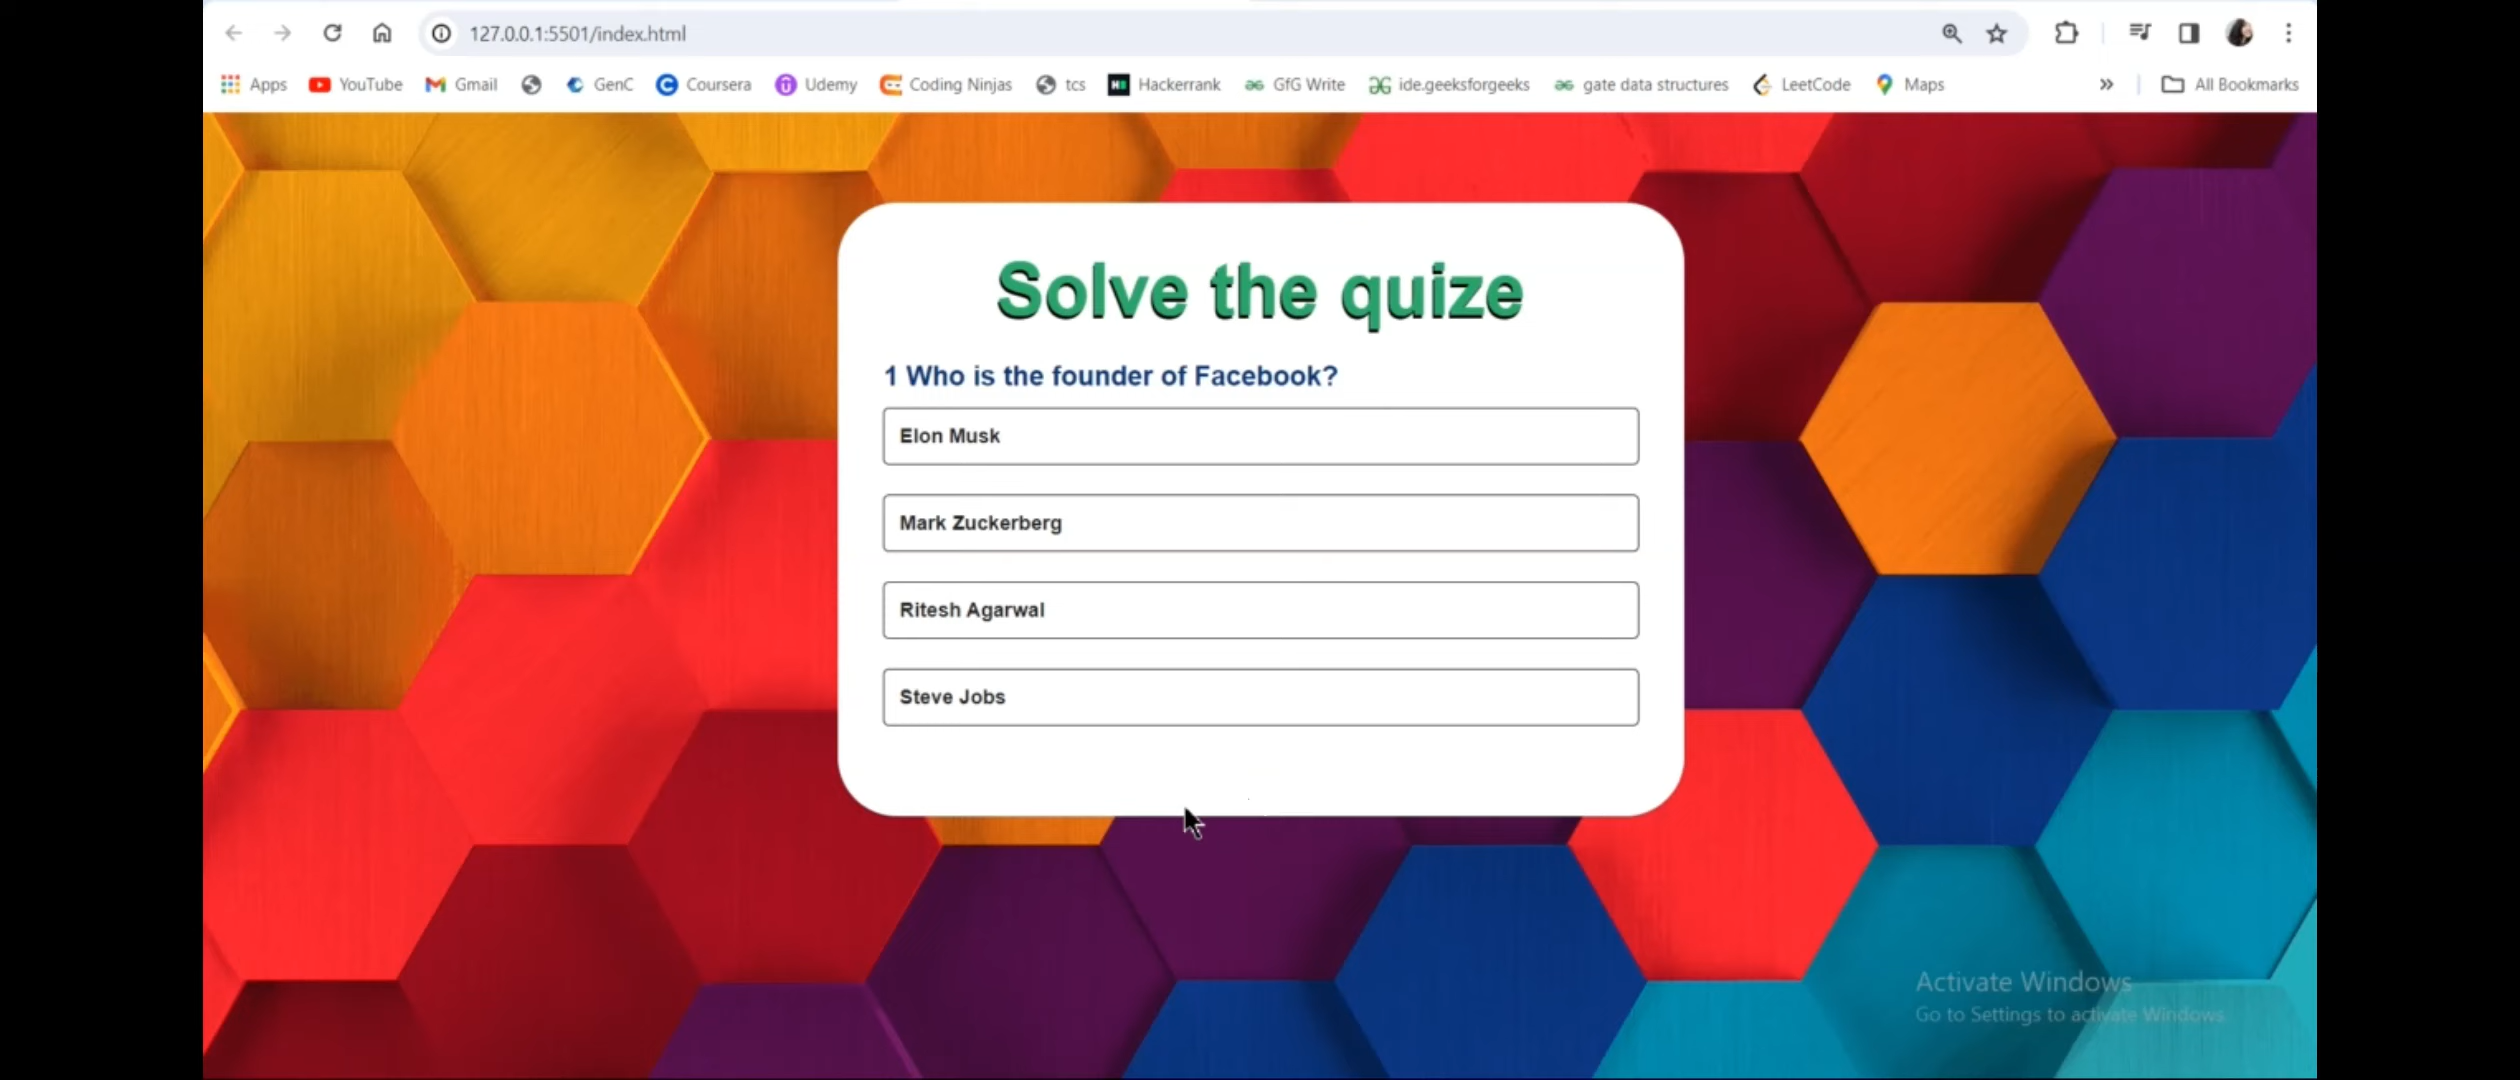 127.0.0.1:5501/index.html
Apps YouTube Gmail GenC Coursera Udemy Coding Ninjas tcs Hackerrank GfG Write ide.geeksforgeeks gate data structures LeetCode Maps » All Bookmarks
Solve the quize
1 Who is the founder of Facebook?
Elon Musk
Mark Zuckerberg
Ritesh Agarwal
Steve Jobs
Activate Windows
Go to Settings to activate Windows.